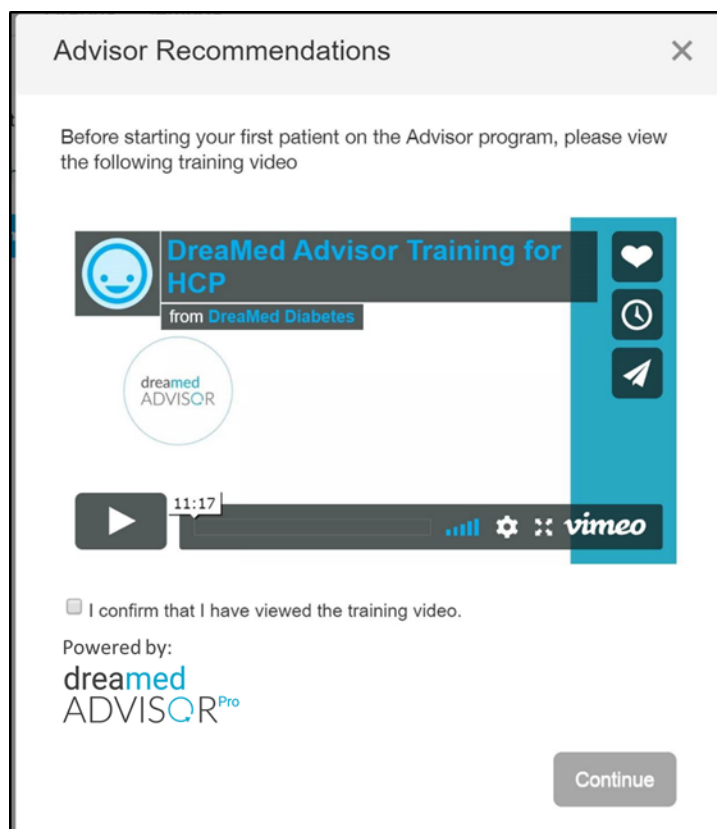 Advisor Recommendations
Before starting your first patient on the Advisor program, please view
the following training video
DreaMed Advisor Training for
HCP
from DreaMed Diabetes
dreamed
ADVISOR
11:17
vimeo
I confirm that I have viewed the training video.
Powered by:
dreamed
ADVISOR Pro
Continue